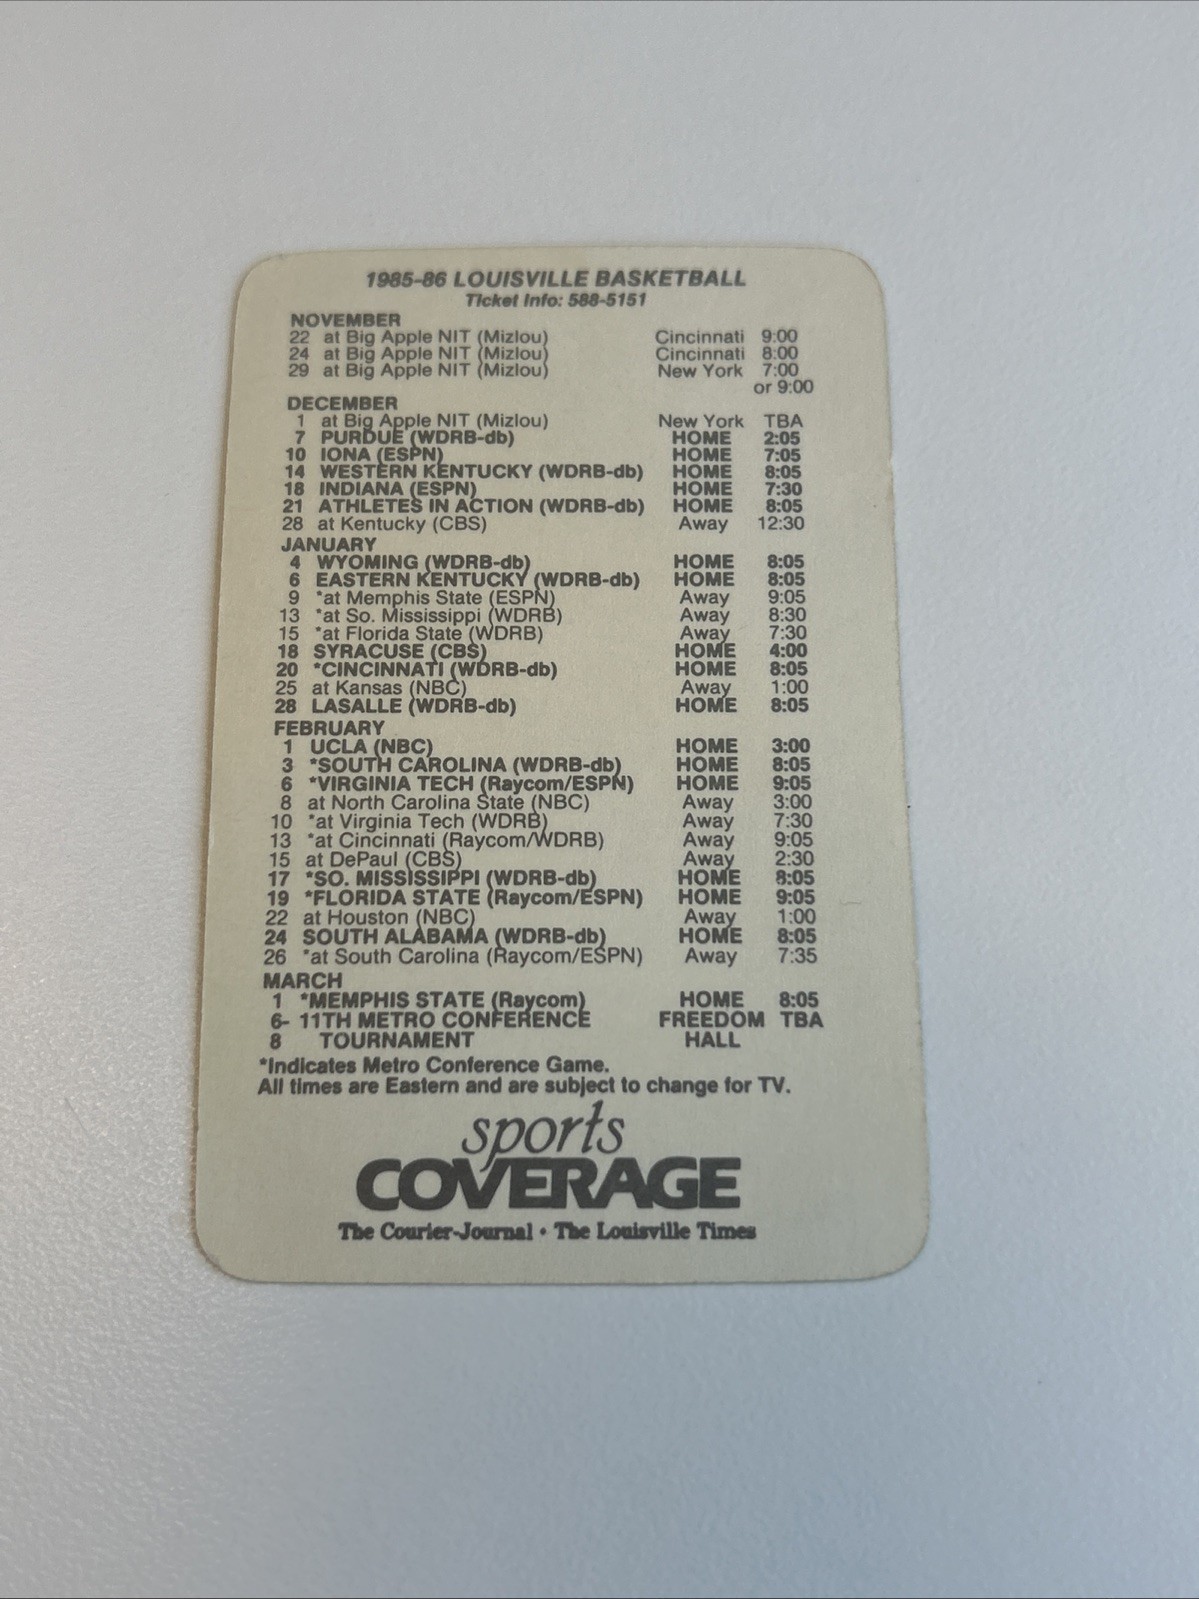 1985-86 LOUISVILLE BASKETBALL
Ticket Info: 588-5151
NOVEMBER
22 at Big Apple NIT (Mizlou) Cincinnati 9:00
24 at Big Apple NIT (Mizlou) Cincinnati 8:00
29 at Big Apple NIT (Mizlou) New York 7:00
or 9:00
DECEMBER
1 at Big Apple NIT (Mizlou) New York TBA
7 PURDUE (WDRB-db) HOME 2:05
10 IONA (ESPN) HOME 7:05
14 WESTERN KENTUCKY (WDRB-db) HOME 8:05
18 INDIANA (ESPN) HOME 7:30
21 ATHLETES IN ACTION (WDRB-db) HOME 8:05
28 at Kentucky (CBS) Away 12:30
JANUARY
4 WYOMING (WDRB-db) HOME 8:05
6 EASTERN KENTUCKY (WDRB-db) HOME 8:05
9 *at Memphis State (ESPN) Away 9:05
13 *at So. Mississippi (WDRB) Away 8:30
15 *at Florida State (WDRB) Away 7:30
18 SYRACUSE (CBS) HOME 4:00
20 *CINCINNATI (WDRB-db) HOME 8:05
25 at Kansas (NBC) Away 1:00
28 LASALLE (WDRB-db) HOME 8:05
FEBRUARY
1 UCLA (NBC) HOME 3:00
3 *SOUTH CAROLINA (WDRB-db) HOME 8:05
6 *VIRGINIA TECH (Raycom/ESPN) HOME 9:05
8 at North Carolina State (NBC) Away 3:00
10 *at Virginia Tech (WDRB) Away 7:30
13 *at Cincinnati (Raycom/WDRB) Away 9:05
15 at DePaul (CBS) Away 2:30
17 *SO. MISSISSIPPI (WDRB-db) HOME 8:05
19 *FLORIDA STATE (Raycom/ESPN) HOME 9:05
22 at Houston (NBC) Away 1:00
24 SOUTH ALABAMA (WDRB-db) HOME 8:05
26 *at South Carolina (Raycom/ESPN) Away 7:35
MARCH
1 *MEMPHIS STATE (Raycom) HOME 8:05
6- 11TH METRO CONFERENCE FREEDOM TBA
8 TOURNAMENT HALL
*Indicates Metro Conference Game.
All times are Eastern and are subject to change for TV.
sports
COVERAGE
The Courier-Journal • The Louisville Times